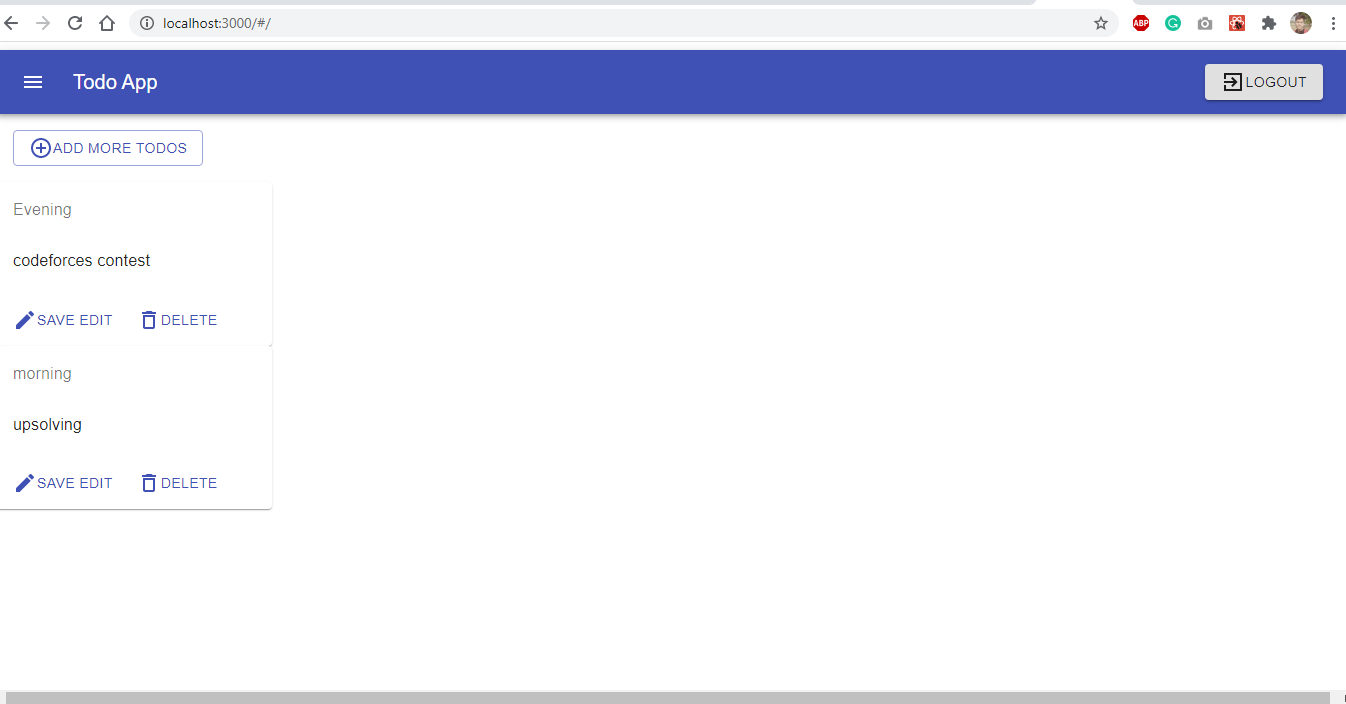 localhost:3000/#/
ABP
G
Todo App
LOGOUT
ADD MORE TODOS
Evening
codeforces contest
SAVE EDIT DELETE
morning
upsolving
SAVE EDIT DELETE